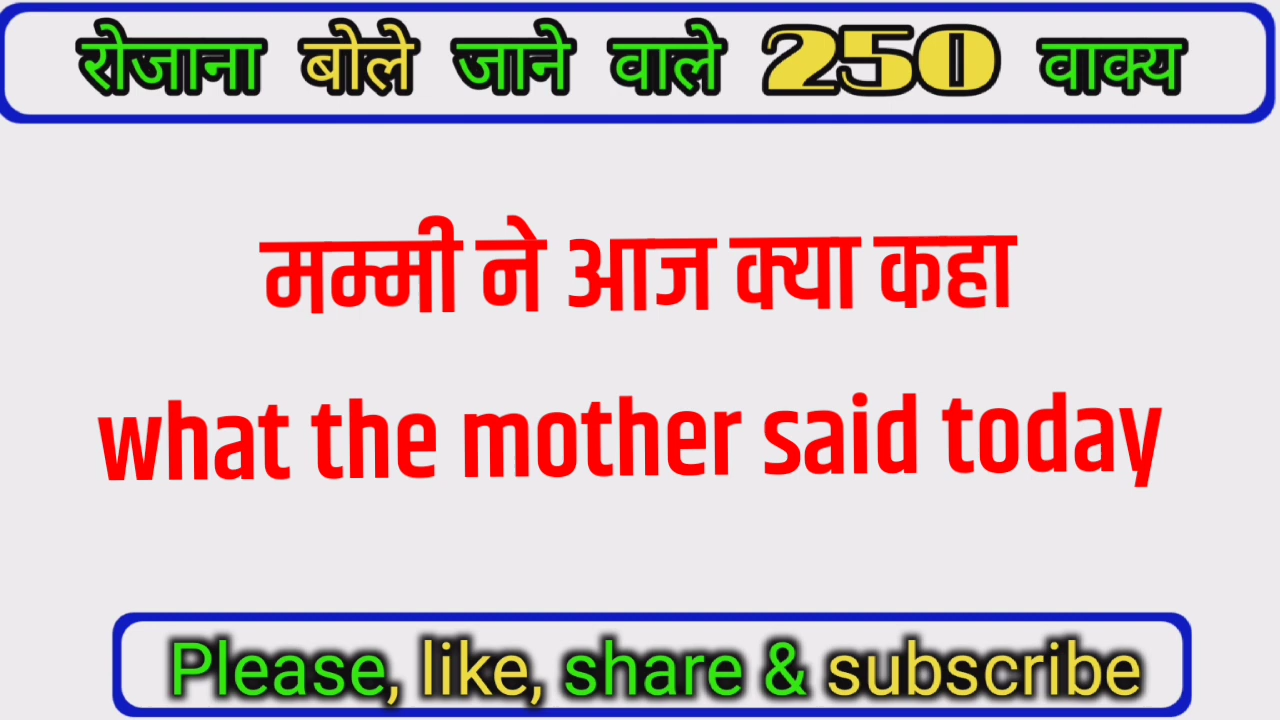 रोजाना बोले जाने वाले 250 वाक्य
मम्मी ने आज क्या कहा
what the mother said today
Please, like, share & subscribe